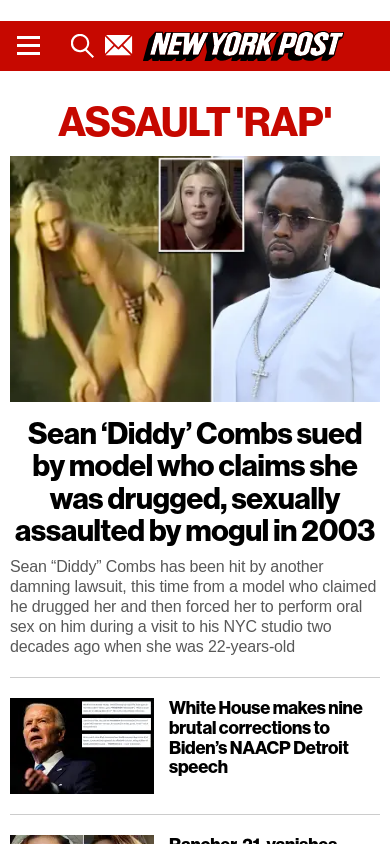 NEW YORK POST
ASSAULT 'RAP'
Sean ‘Diddy’ Combs sued
by model who claims she
was drugged, sexually
assaulted by mogul in 2003
Sean “Diddy” Combs has been hit by another
damning lawsuit, this time from a model who claimed
he drugged her and then forced her to perform oral
sex on him during a visit to his NYC studio two
decades ago when she was 22-years-old
White House makes nine
brutal corrections to
Biden’s NAACP Detroit
speech